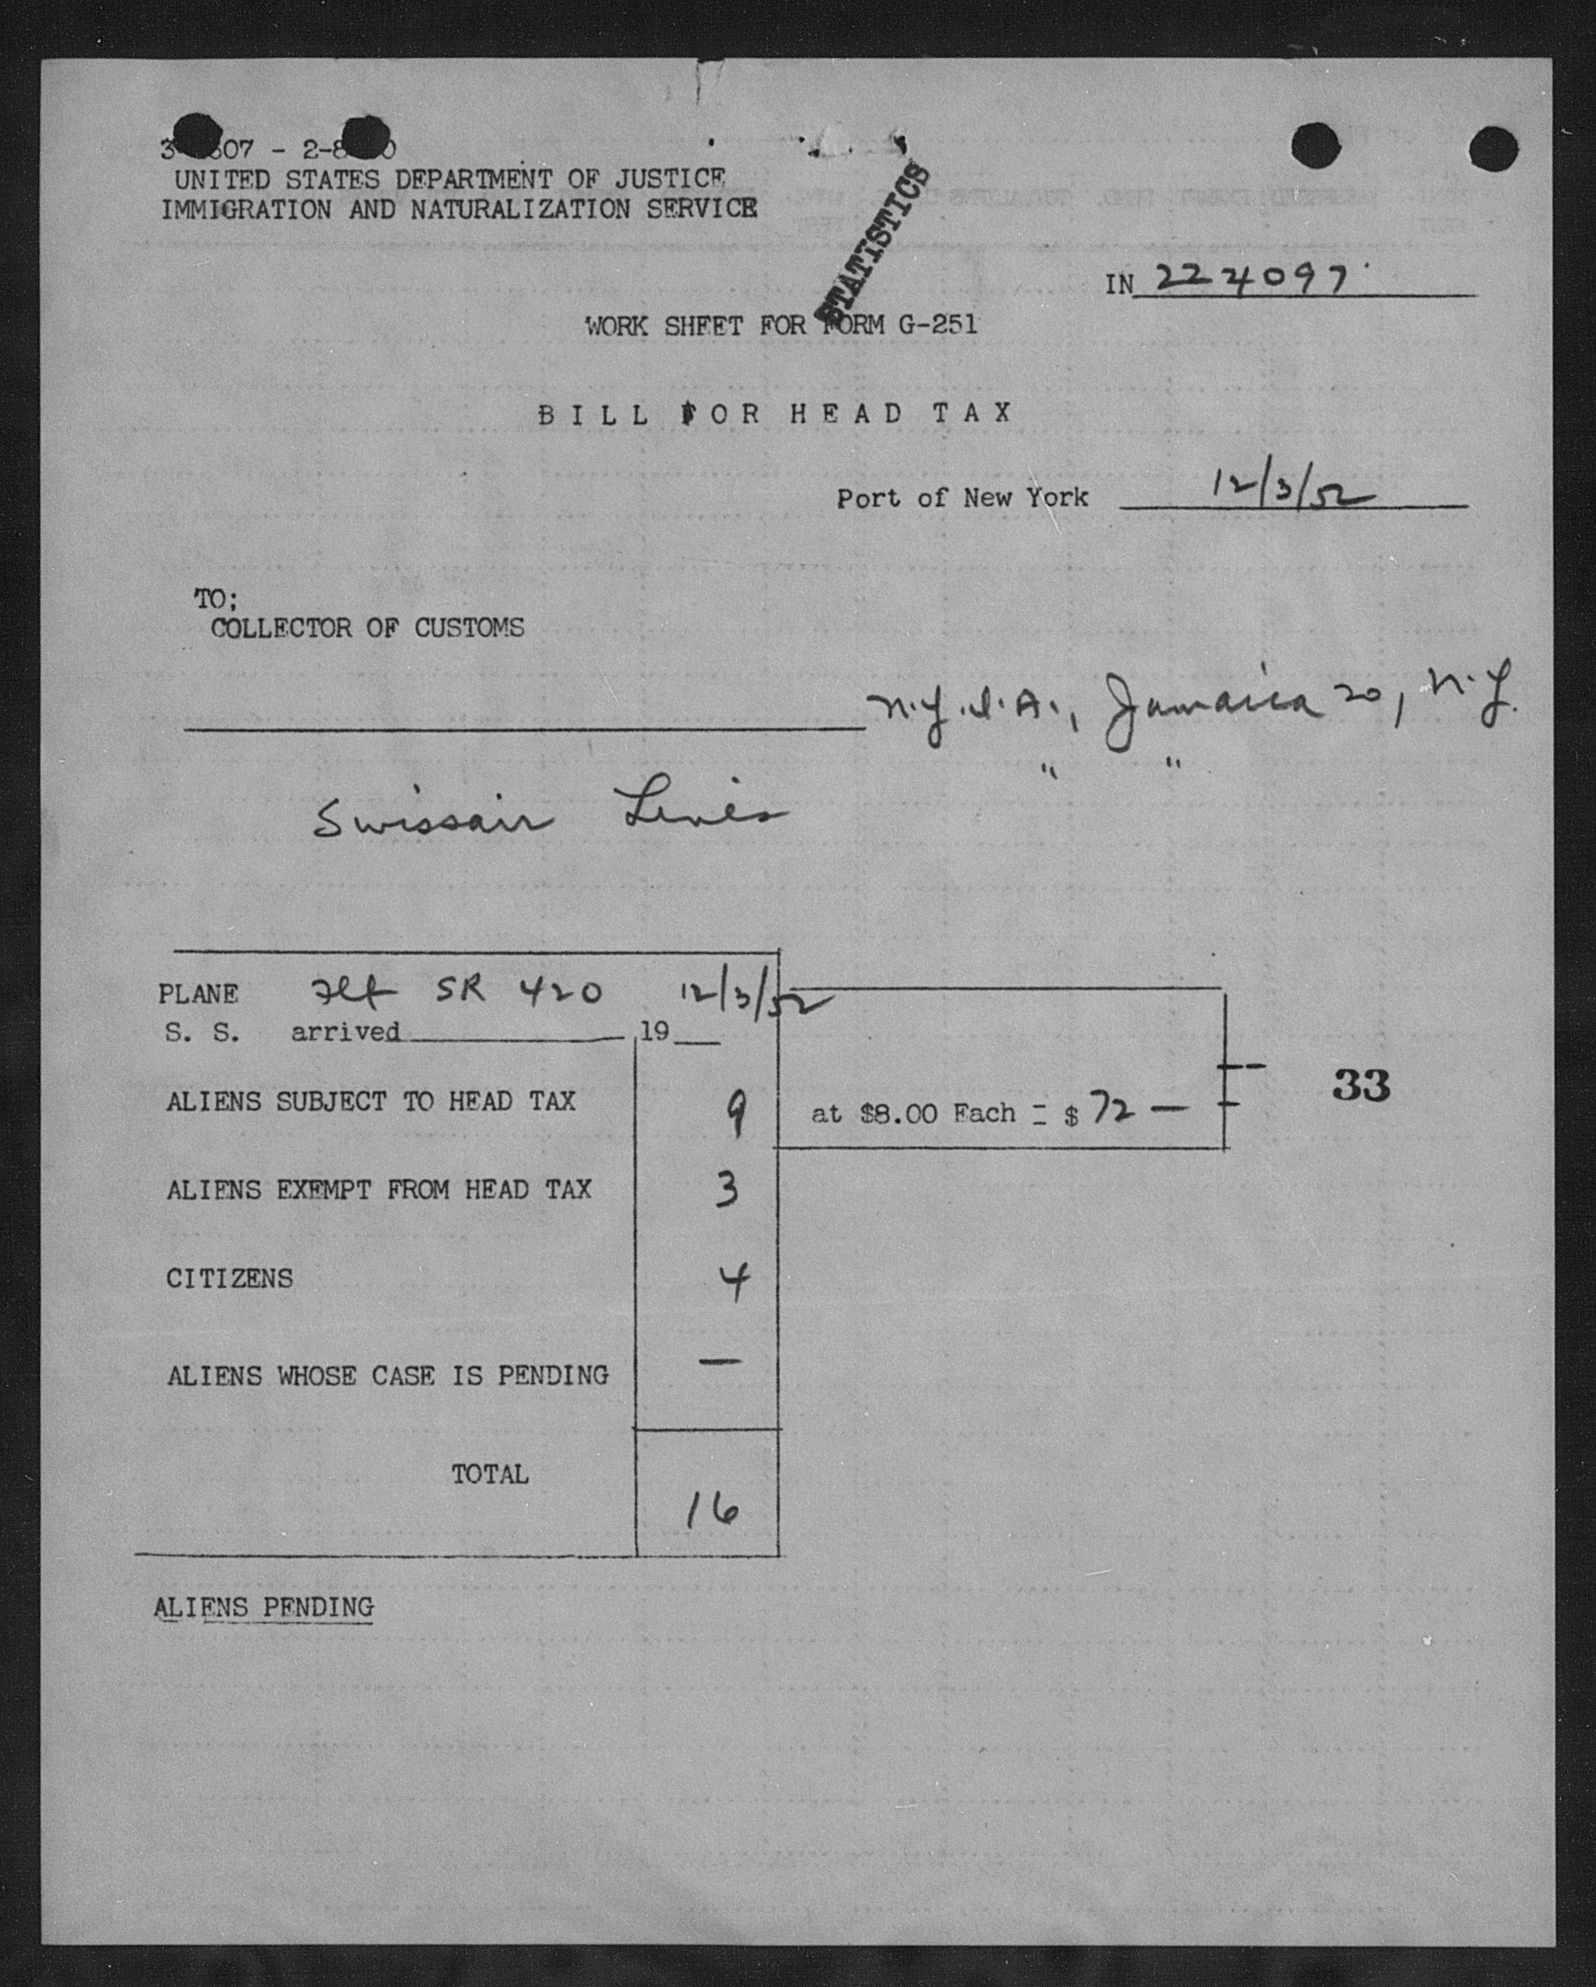 UNITED STATES DEPARTMENT OF JUSTICE
IMMIGRATION AND NATURALIZATION SERVICE
STATISTICS
IN 224097
WORK SHEET FOR FORM G-251
BILL FOR HEAD TAX
Port of New York 12/3/52
TO;
COLLECTOR OF CUSTOMS
N.Y.I.A., Jamaica 20, N.Y.
" "
Swissair Lines
PLANE Flt SR 420 12/3/52
S. S. arrived 19
ALIENS SUBJECT TO HEAD TAX 9 at $8.00 Each = $ 72 — 33
ALIENS EXEMPT FROM HEAD TAX 3
CITIZENS 4
ALIENS WHOSE CASE IS PENDING —
TOTAL 16
ALIENS PENDING